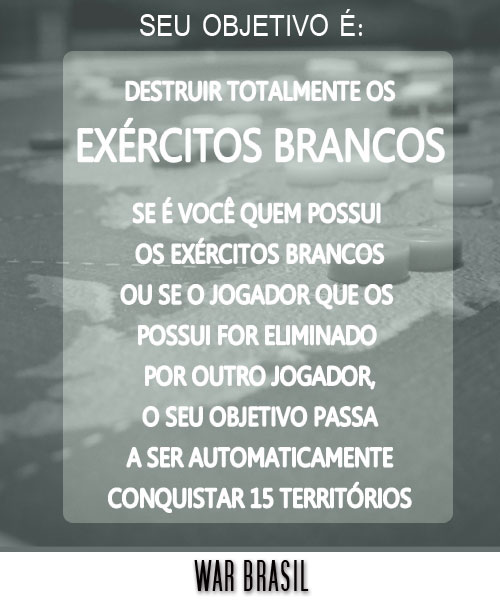 SEU OBJETIVO É:
DESTRUIR TOTALMENTE OS
EXÉRCITOS BRANCOS
SE É VOCÊ QUEM POSSUI
OS EXÉRCITOS BRANCOS
OU SE O JOGADOR QUE OS
POSSUI FOR ELIMINADO
POR OUTRO JOGADOR,
O SEU OBJETIVO PASSA
A SER AUTOMATICAMENTE
CONQUISTAR 15 TERRITÓRIOS
WAR BRASIL